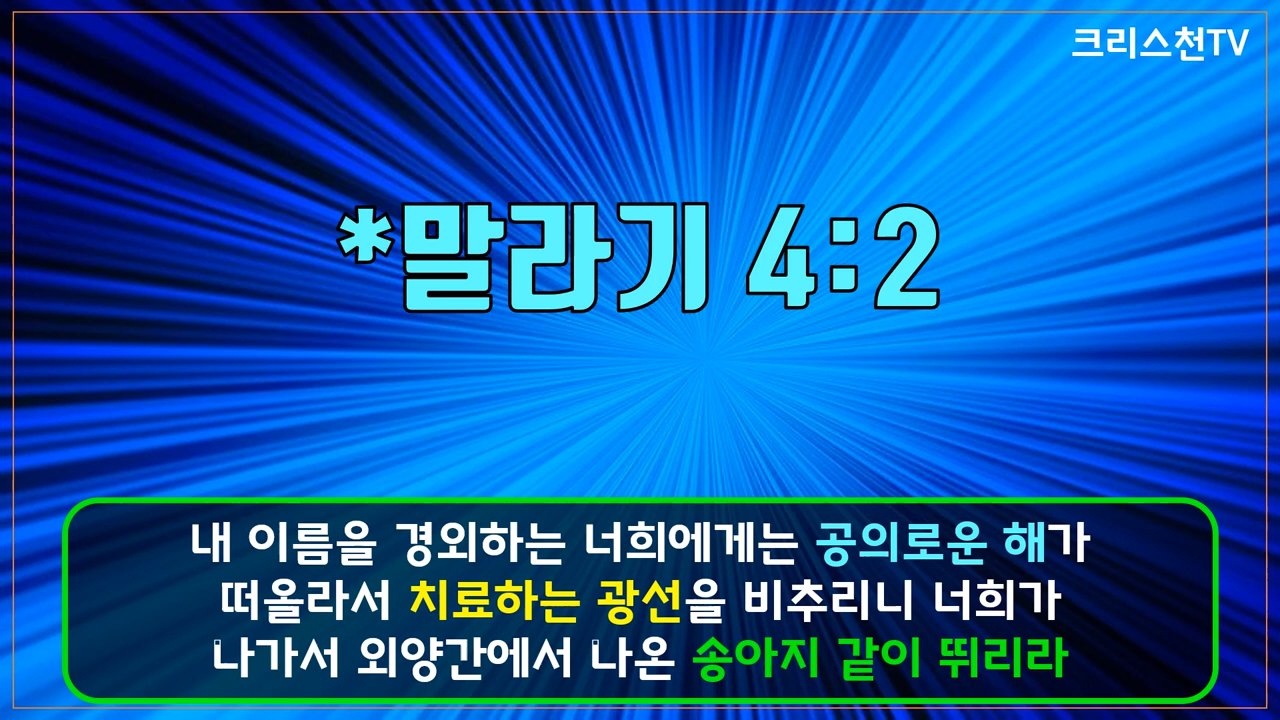 크리스천TV
*말라기 4:2
내 이름을 경외하는 너희에게는 공의로운 해가
떠올라서 치료하는 광선을 비추리니 너희가
나가서 외양간에서 나온 송아지 같이 뛰리라